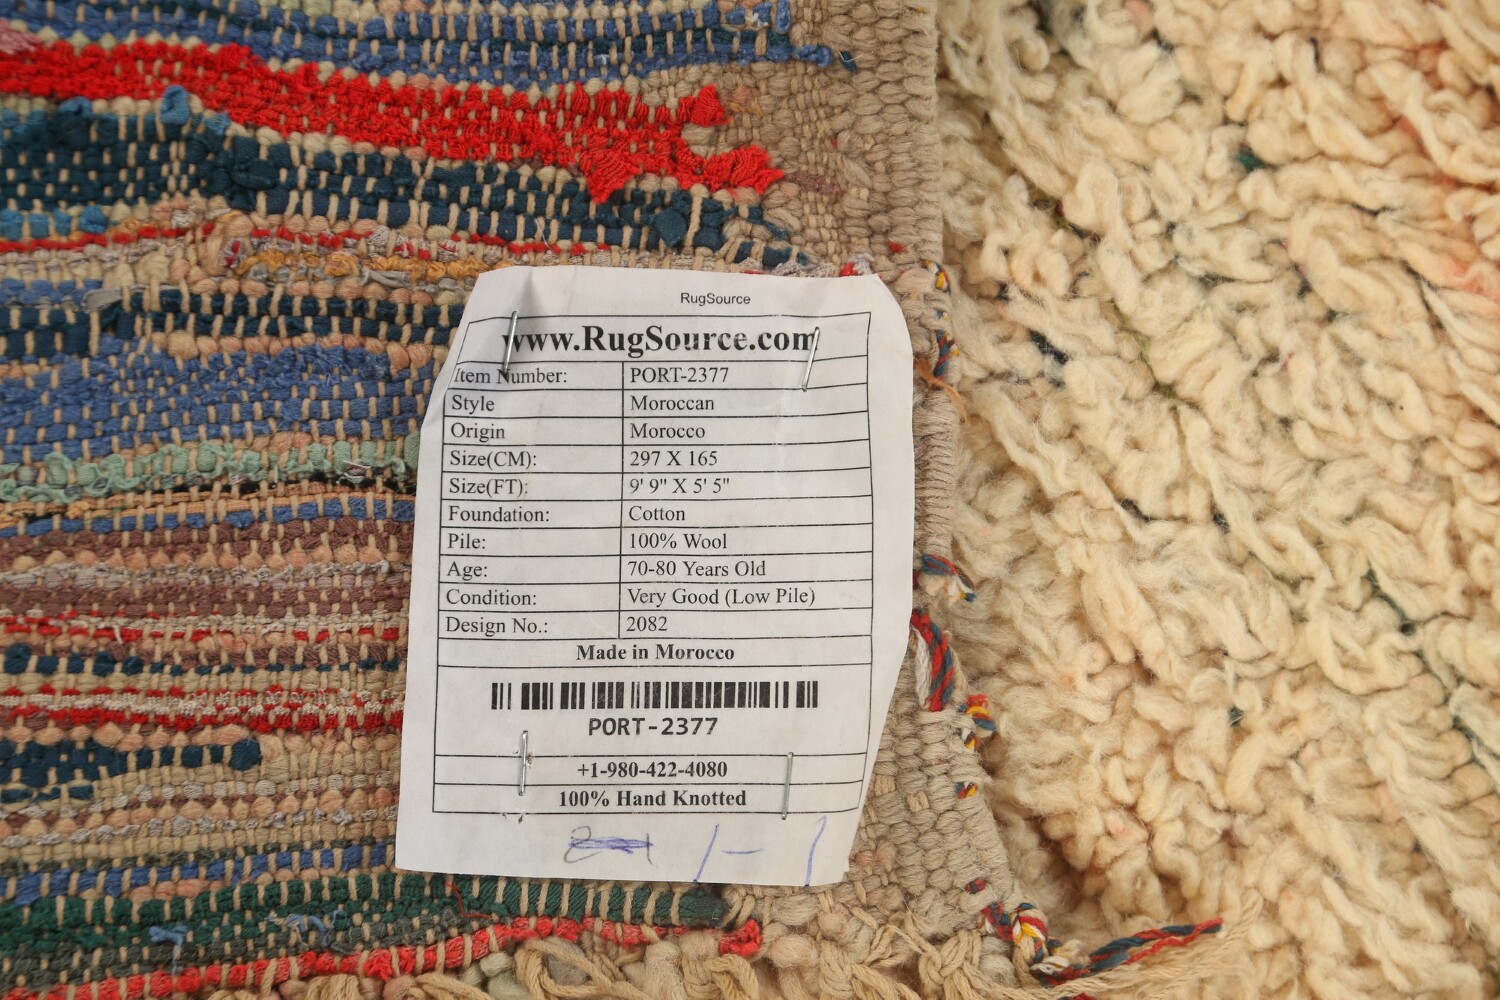 RugSource
www.RugSource.com
Item Number: PORT-2377
Style Moroccan
Origin Morocco
Size(CM): 297 X 165
Size(FT): 9' 9" X 5' 5"
Foundation: Cotton
Pile: 100% Wool
Age: 70-80 Years Old
Condition: Very Good (Low Pile)
Design No.: 2082
Made in Morocco
PORT-2377
+1-980-422-4080
100% Hand Knotted
1-1